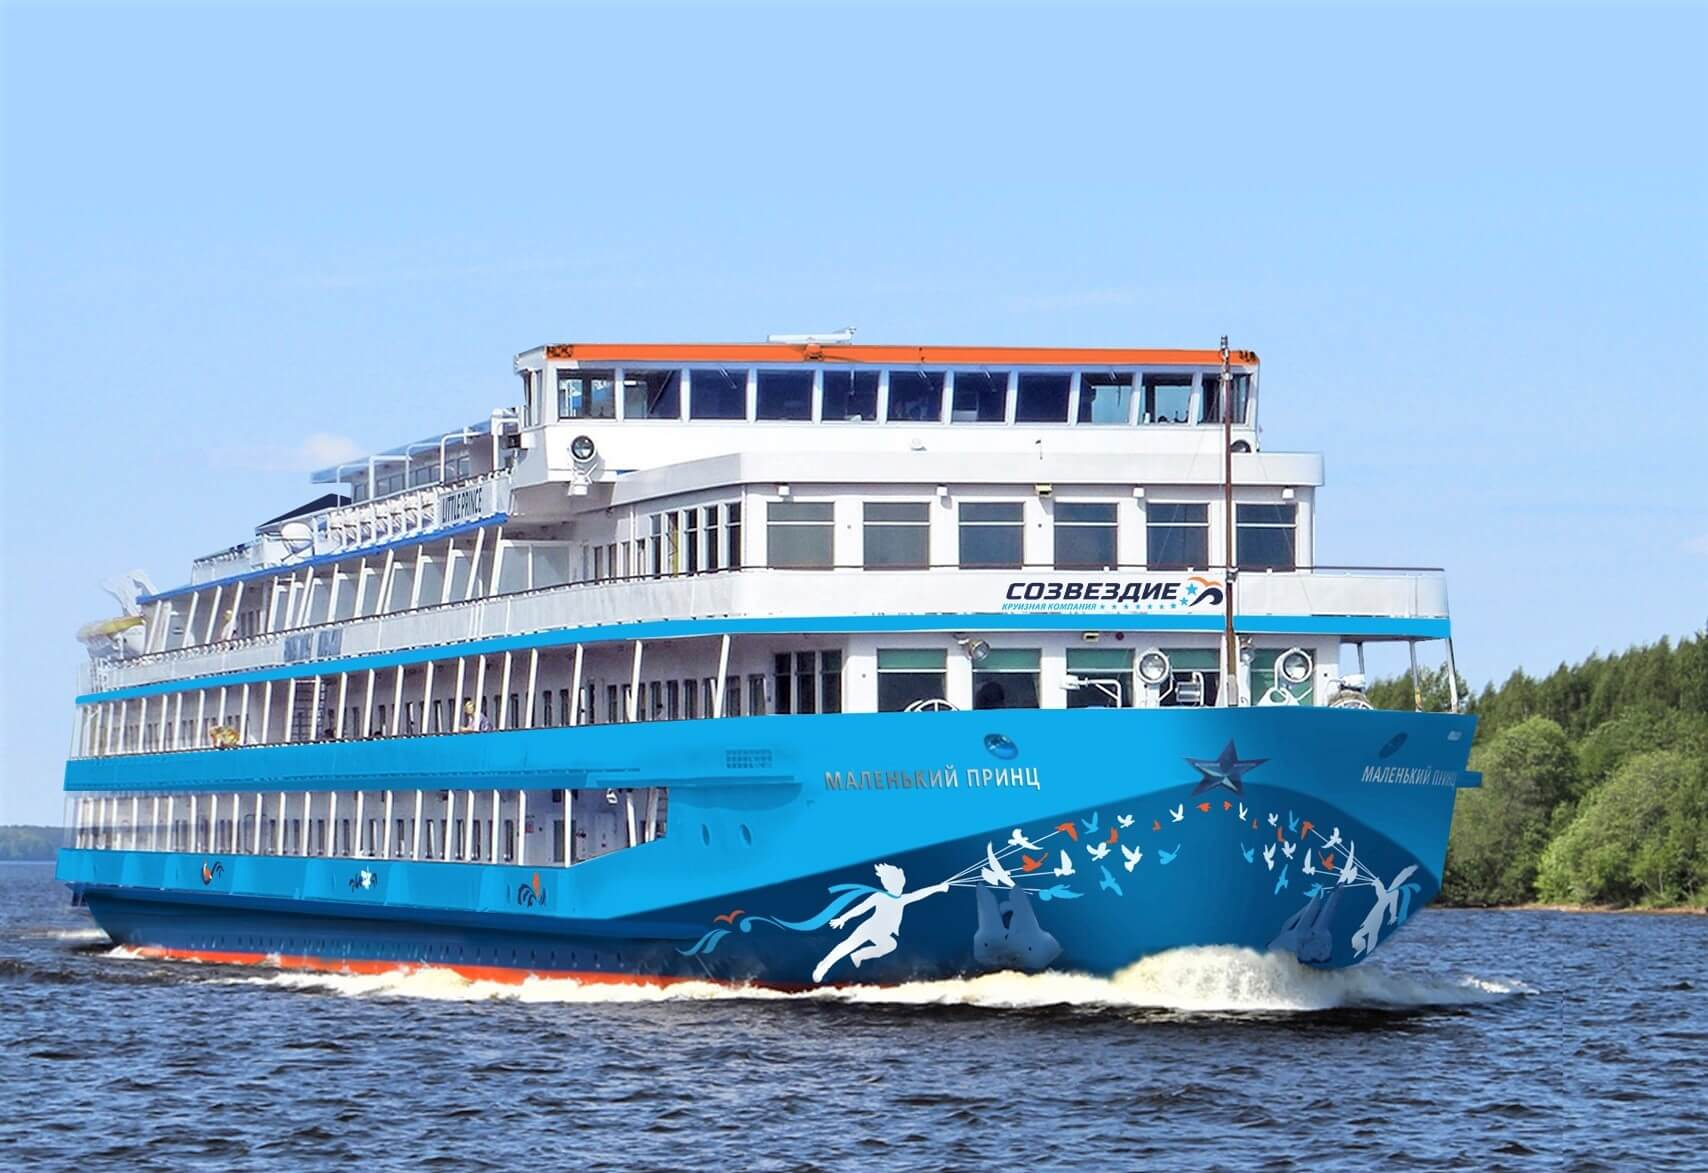 LITTLE PRINCE
СОЗВЕЗДИЕ
КРУИЗНАЯ КОМПАНИЯ
МАЛЕНЬКИЙ ПРИНЦ
МАЛЕНЬКИЙ ПРИНЦ